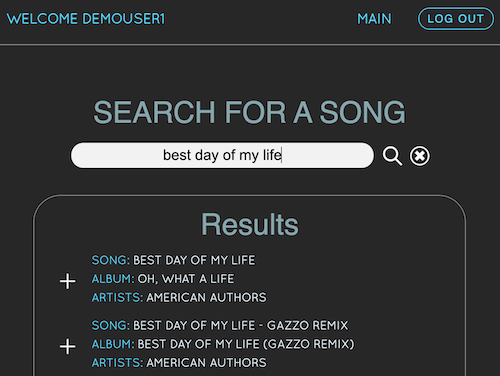 WELCOME DEMOUSER1 MAIN LOG OUT
SEARCH FOR A SONG
best day of my life
Results
SONG: BEST DAY OF MY LIFE
ALBUM: OH, WHAT A LIFE
ARTISTS: AMERICAN AUTHORS
SONG: BEST DAY OF MY LIFE - GAZZO REMIX
ALBUM: BEST DAY OF MY LIFE (GAZZO REMIX)
ARTISTS: AMERICAN AUTHORS